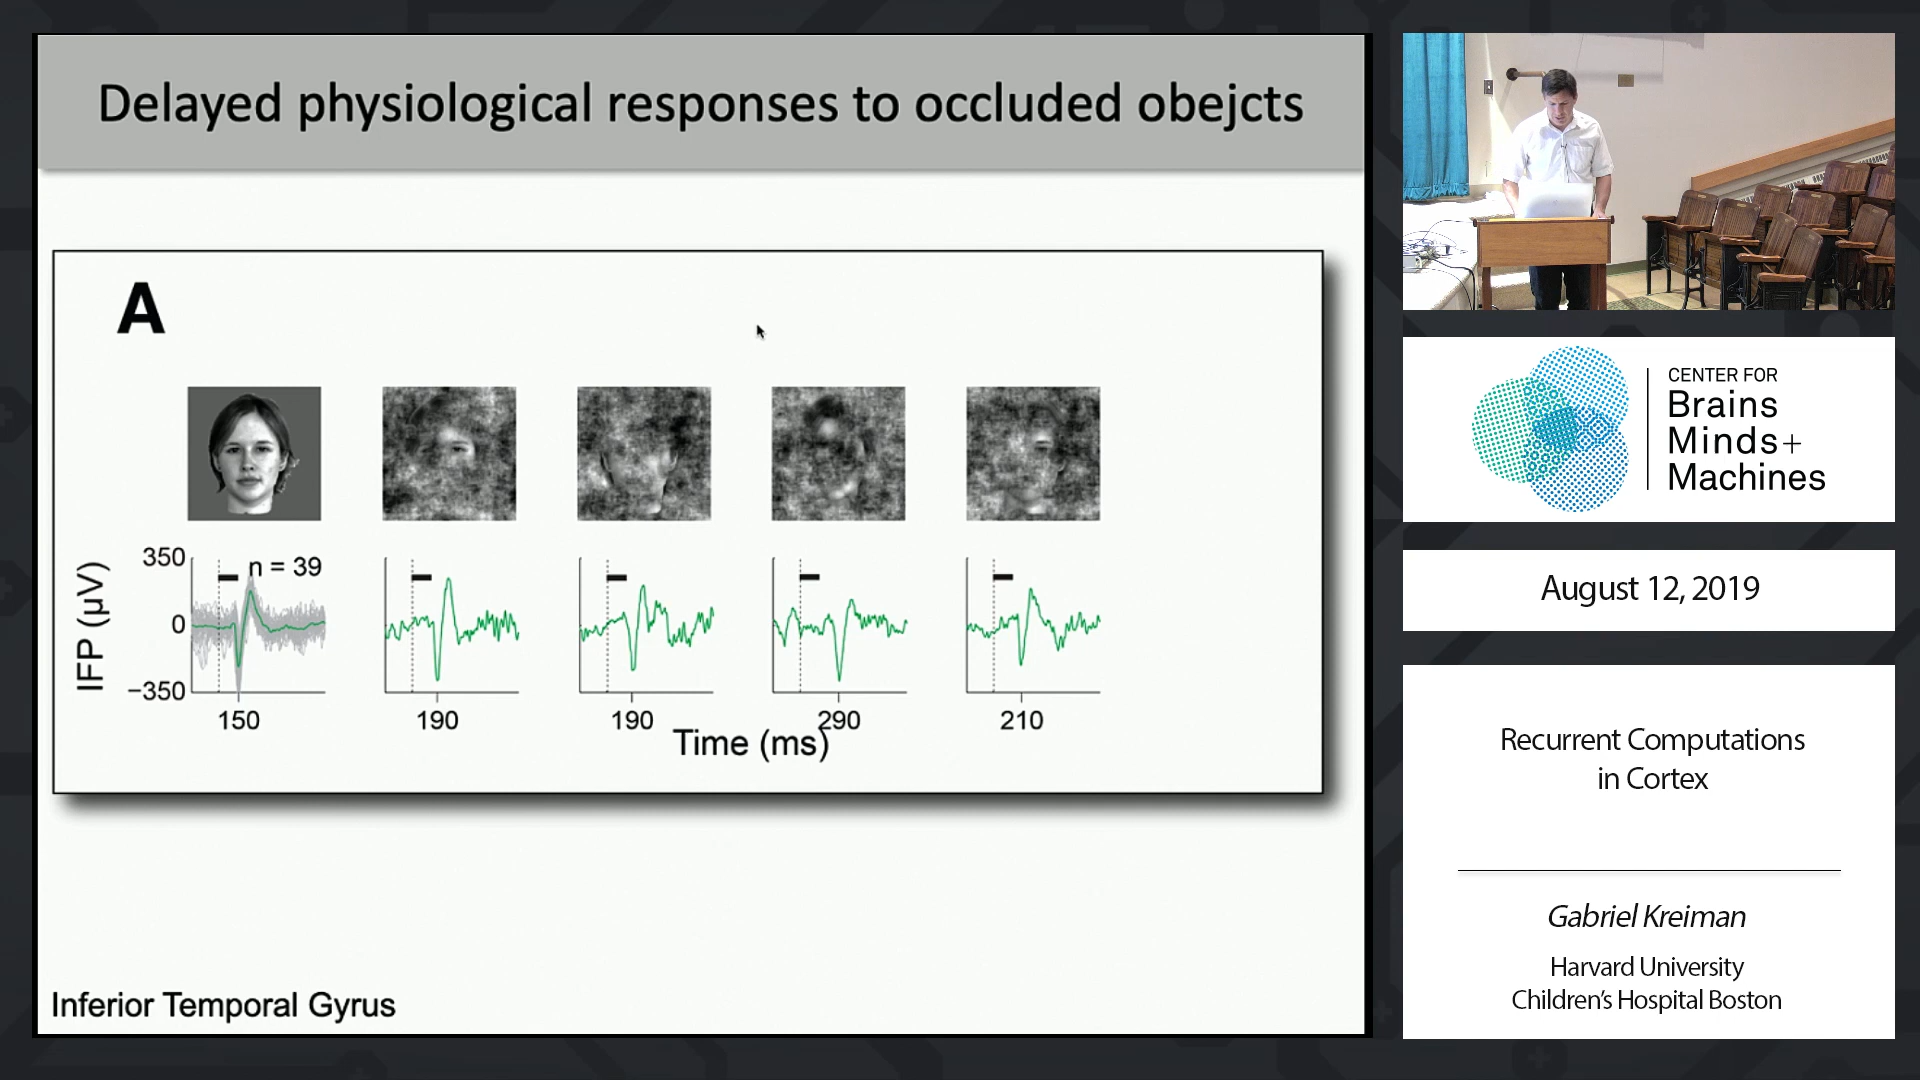 Delayed physiological responses to occluded obejcts
A
350
0
−350
IFP (µV)
n = 39
150
190
190
290
210
Time (ms)
Inferior Temporal Gyrus
CENTER FOR
Brains
Minds+
Machines
August 12, 2019
Recurrent Computations
in Cortex
Gabriel Kreiman
Harvard University
Children's Hospital Boston